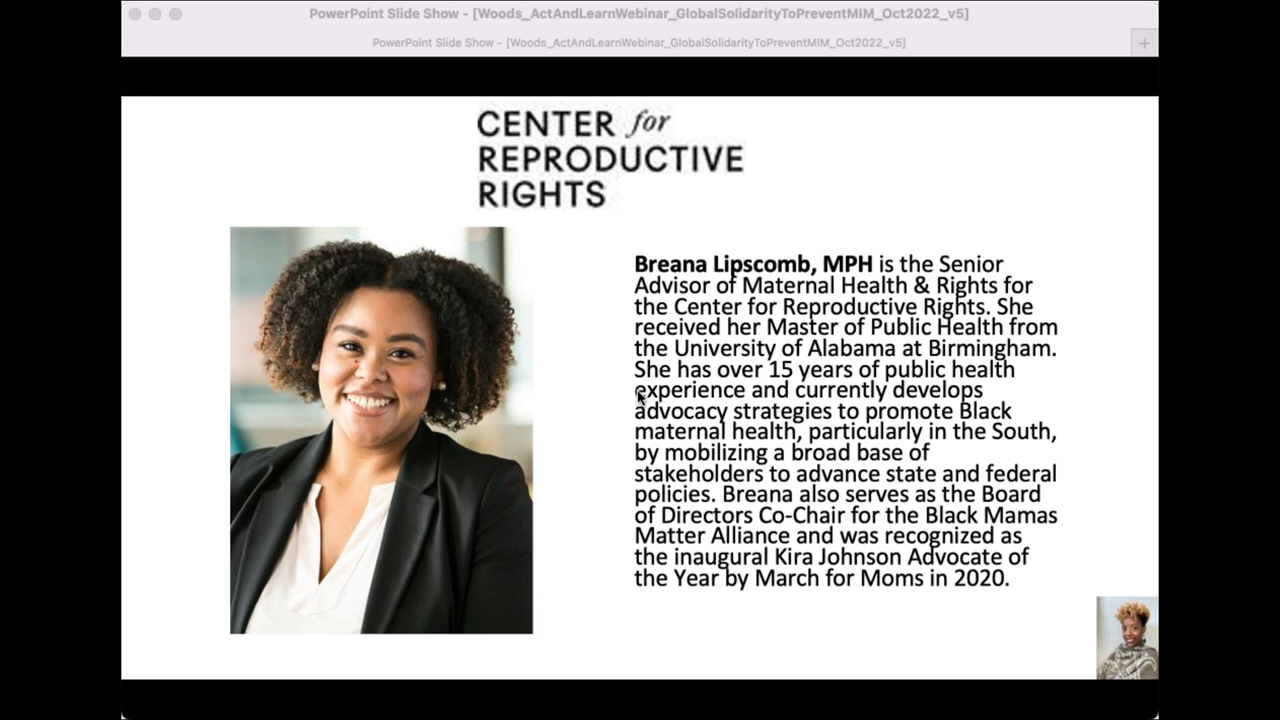 PowerPoint Slide Show - [Woods_ActAndLearnWebinar_GlobalSolidarityToPreventMIM_Oct2022_v5]
PowerPoint Slide Show - [Woods_ActAndLearnWebinar_GlobalSolidarityToPreventMIM_Oct2022_v5]
CENTER for
REPRODUCTIVE
RIGHTS
Breana Lipscomb, MPH is the Senior
Advisor of Maternal Health & Rights for
the Center for Reproductive Rights. She
received her Master of Public Health from
the University of Alabama at Birmingham.
She has over 15 years of public health
experience and currently develops
advocacy strategies to promote Black
maternal health, particularly in the South,
by mobilizing a broad base of
stakeholders to advance state and federal
policies. Breana also serves as the Board
of Directors Co-Chair for the Black Mamas
Matter Alliance and was recognized as
the inaugural Kira Johnson Advocate of
the Year by March for Moms in 2020.